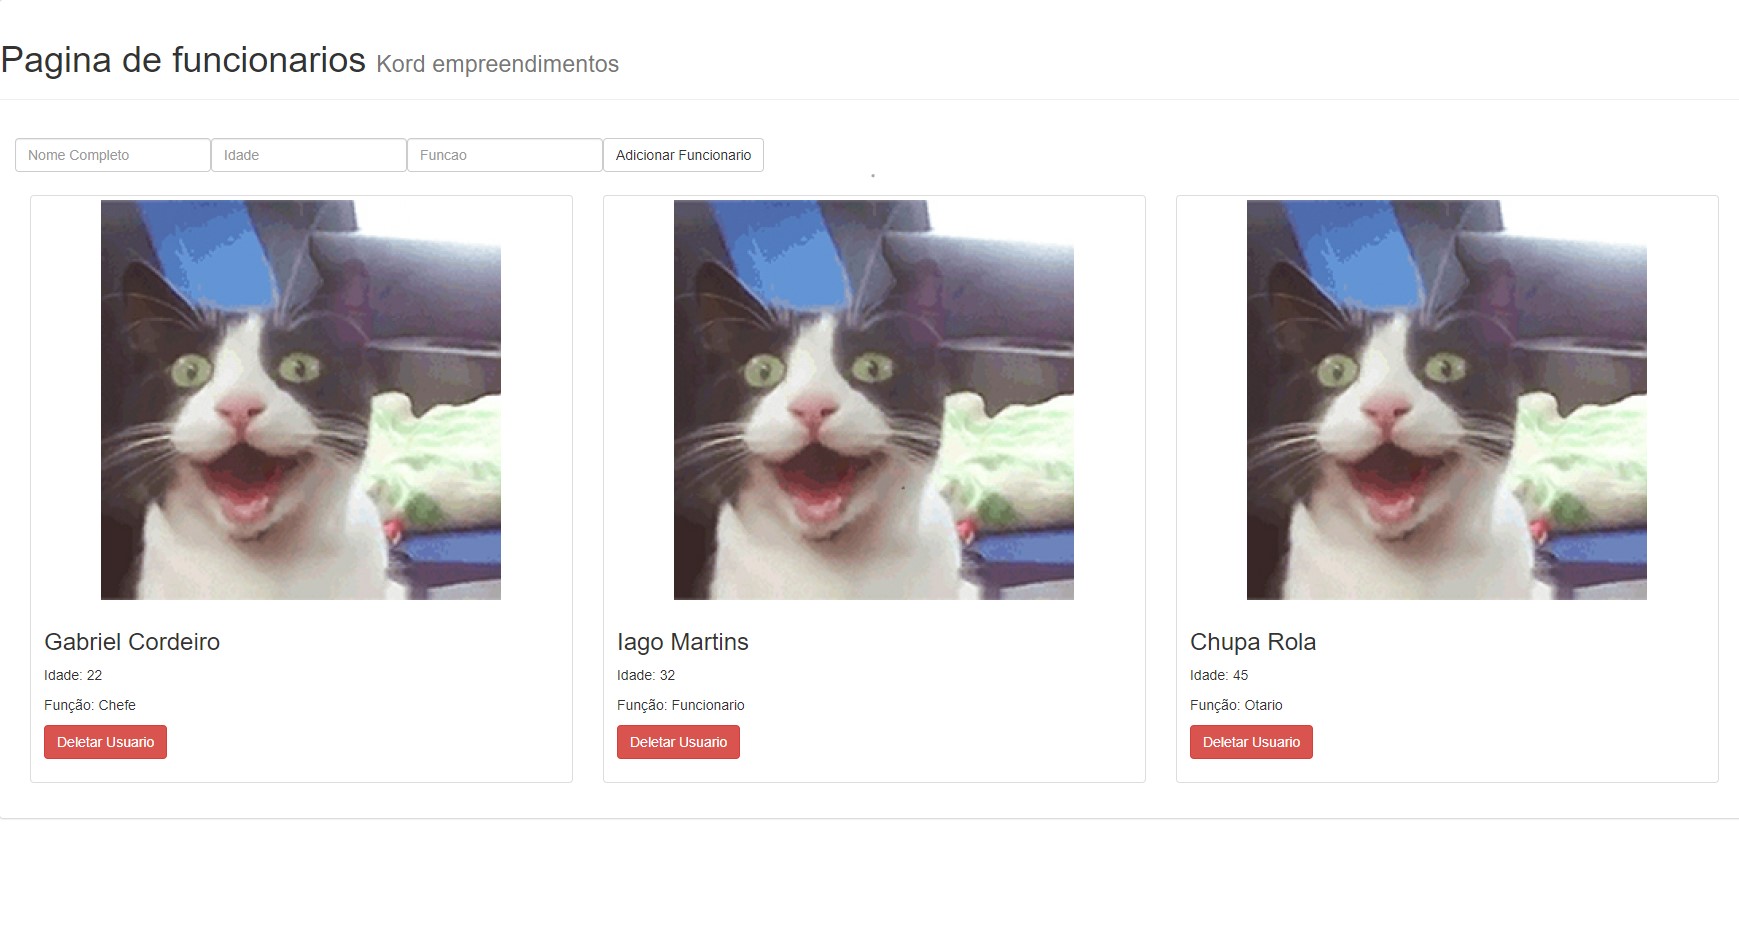 Pagina de funcionarios Kord empreendimentos
Nome Completo Idade Funcao Adicionar Funcionario
Gabriel Cordeiro
Idade: 22
Função: Chefe
Deletar Usuario
Iago Martins
Idade: 32
Função: Funcionario
Deletar Usuario
Chupa Rola
Idade: 45
Função: Otario
Deletar Usuario